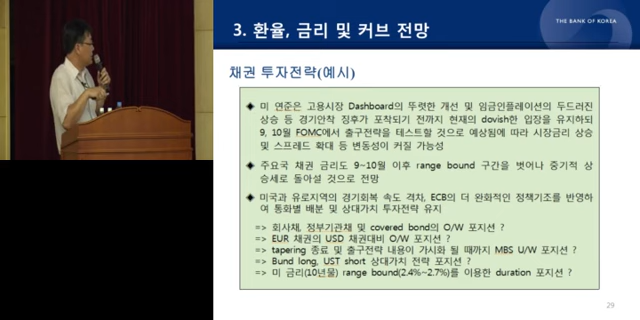 3. 환율, 금리 및 커브 전망
THE BANK OF KOREA
채권 투자전략(예시)
◈ 미 연준은 고용시장 Dashboard의 뚜렷한 개선 및 임금인플레이션의 두드러진
상승 등 경기안착 징후가 포착되기 전까지 현재의 dovish한 입장을 유지하되
9, 10월 FOMC에서 출구전략을 테스트할 것으로 예상됨에 따라 시장금리 상승
및 스프레드 확대 등 변동성이 커질 가능성
◈ 주요국 채권 금리도 9~10월 이후 range bound 구간을 벗어나 중기적 상
승세로 돌아설 것으로 전망
◈ 미국과 유로지역의 경기회복 속도 격차, ECB의 더 완화적인 정책기조를 반영하
여 통화별 배분 및 상대가치 투자전략 유지
=> 회사채, 정부기관채 및 covered bond의 O/W 포지션 ?
=> EUR 채권의 USD 채권대비 O/W 포지션 ?
=> tapering 종료 및 출구전략 내용이 가시화 될 때까지 MBS U/W 포지션 ?
=> Bund long, UST short 상대가치 전략 포지션 ?
=> 미 금리(10년물) range bound(2.4%~2.7%)를 이용한 duration 포지션 ?
29